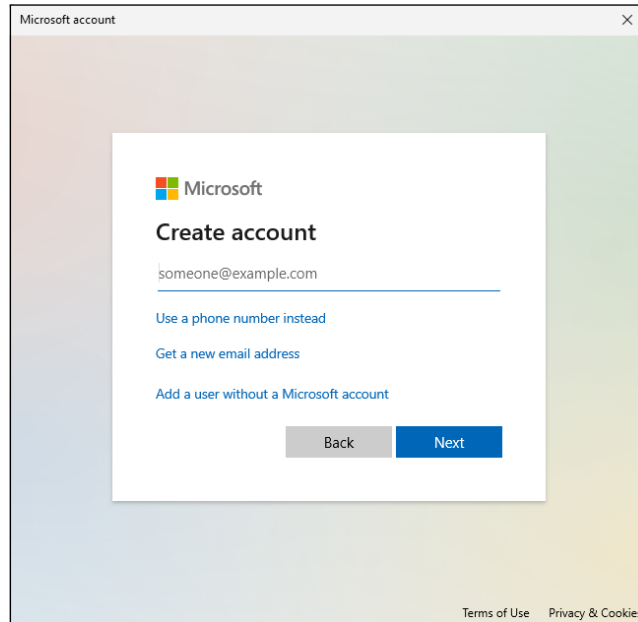 Microsoft account
Microsoft
Create account
someone@example.com
Use a phone number instead
Get a new email address
Add a user without a Microsoft account
Back Next
Terms of Use Privacy & Cookies